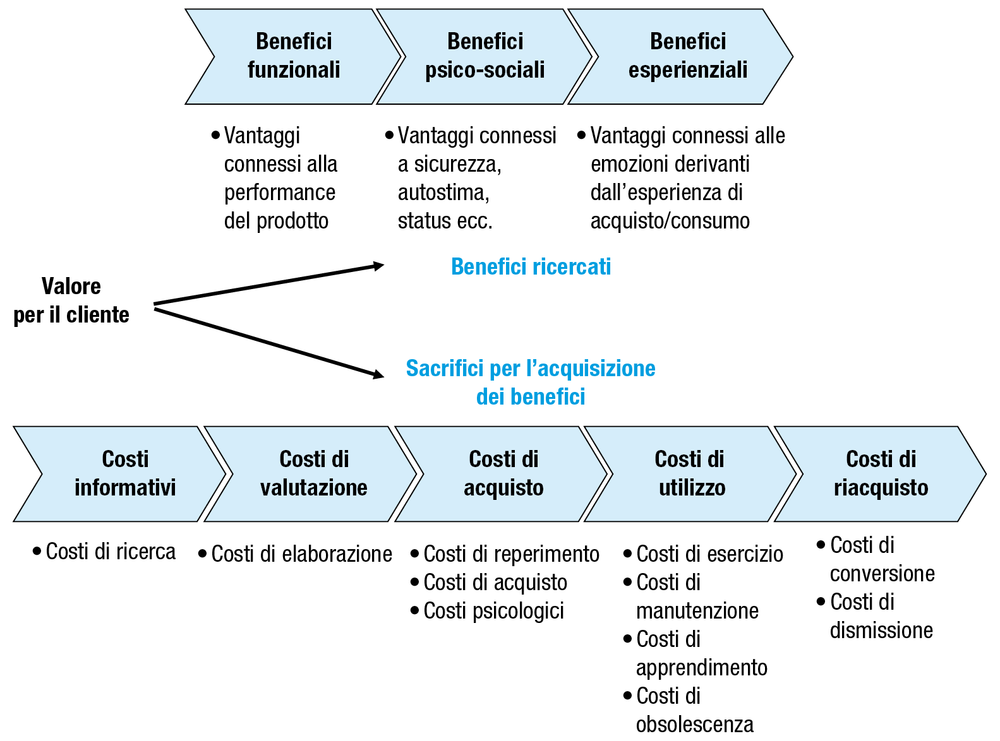 Benefici
funzionali
Benefici
psico-sociali
Benefici
esperienziali
• Vantaggi
connessi alla
performance
del prodotto
• Vantaggi connessi
a sicurezza,
autostima,
status ecc.
• Vantaggi connessi alle
emozioni derivanti
dall’esperienza di
acquisto/consumo
Benefici ricercati
Valore
per il cliente
Sacrifici per l’acquisizione
dei benefici
Costi
informativi
Costi di
valutazione
Costi di
acquisto
Costi di
utilizzo
Costi di
riacquisto
• Costi di ricerca
• Costi di elaborazione
• Costi di reperimento
• Costi di acquisto
• Costi psicologici
• Costi di esercizio
• Costi di
manutenzione
• Costi di
apprendimento
• Costi di
obsolescenza
• Costi di
conversione
• Costi di
dismissione